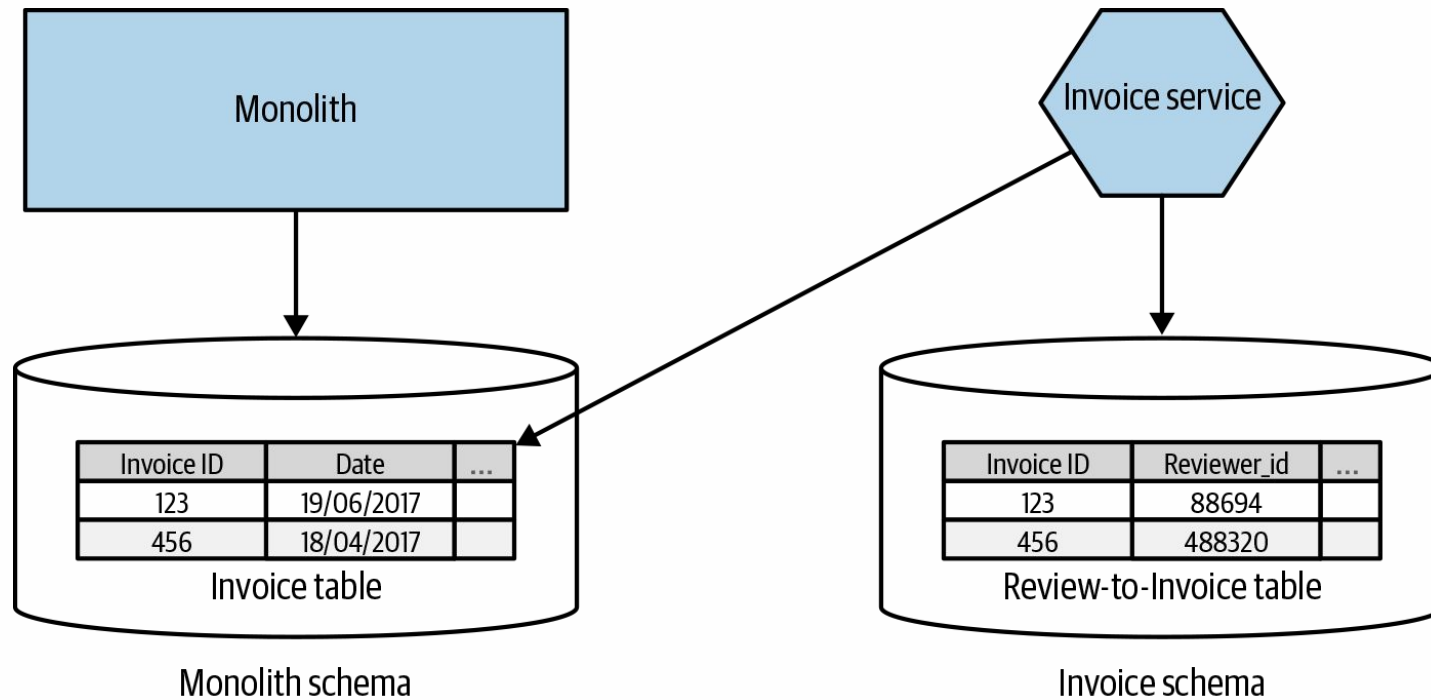 Monolith
Invoice service
Invoice ID Date ...
123 19/06/2017
456 18/04/2017
Invoice table
Invoice ID Reviewer_id ...
123 88694
456 488320
Review-to-Invoice table
Monolith schema
Invoice schema